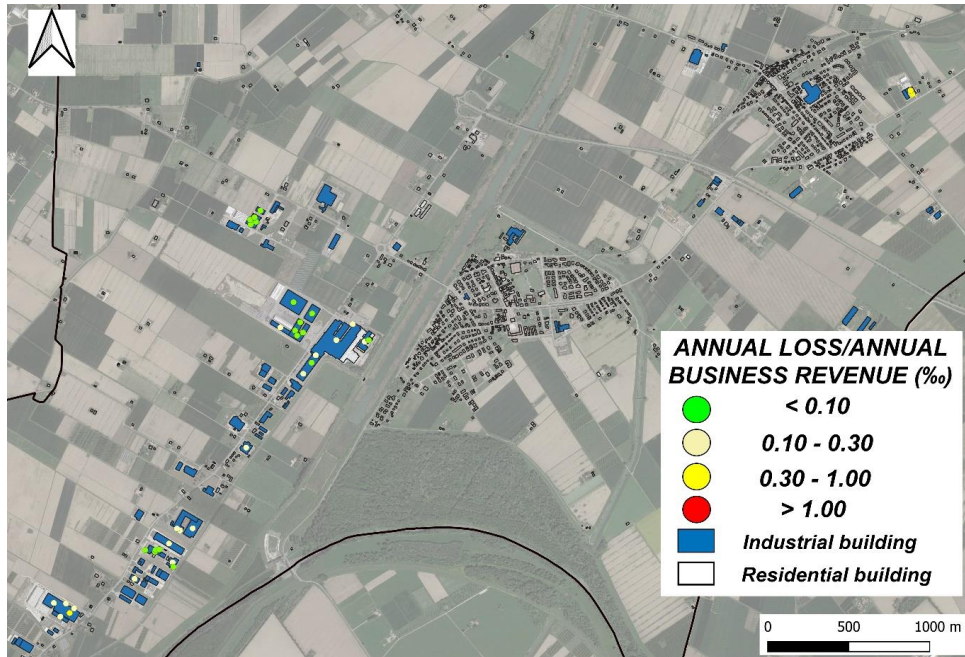 ANNUAL LOSS/ANNUAL
BUSINESS REVENUE (‰)
< 0.10
0.10 - 0.30
0.30 - 1.00
> 1.00
Industrial building
Residential building
0 500 1000 m